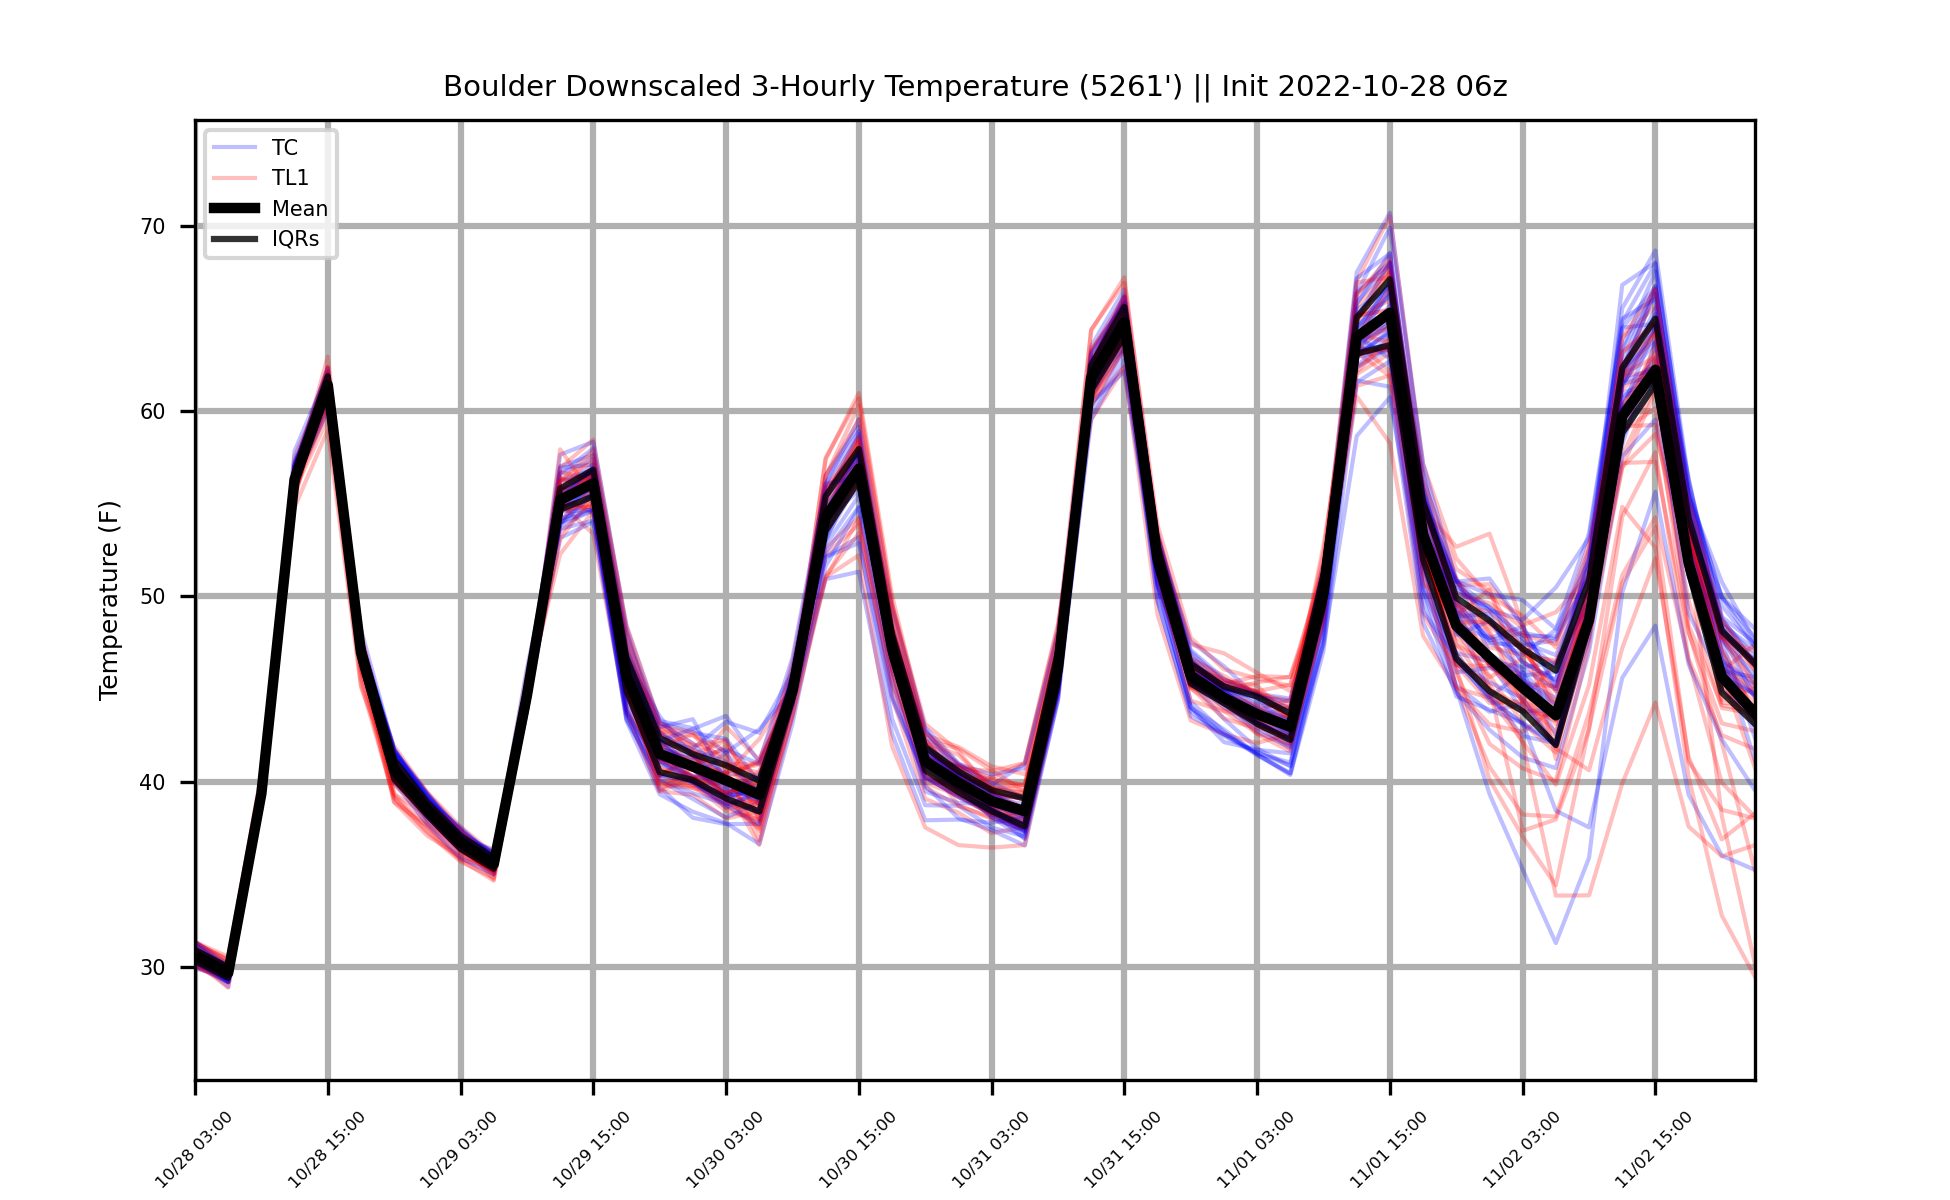 Boulder Downscaled 3-Hourly Temperature (5261') || Init 2022-10-28 06z
TC
TL1
Mean
IQRs
Temperature (F)
70
60
50
40
30
10/28 03:00
10/28 15:00
10/29 03:00
10/29 15:00
10/30 03:00
10/30 15:00
10/31 03:00
10/31 15:00
11/01 03:00
11/01 15:00
11/02 03:00
11/02 15:00